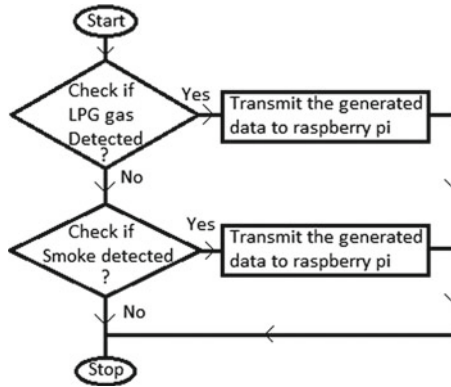 Start
Check if
LPG gas
Detected
?
Yes
Transmit the generated
data to raspberry pi
No
Check if
Smoke detected
?
Yes
Transmit the generated
data to raspberry pi
No
Stop